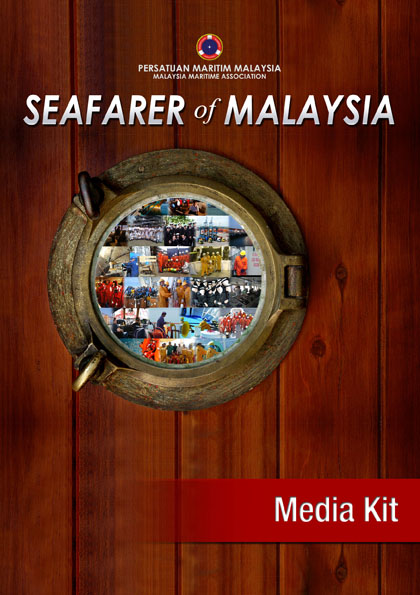 PERSATUAN MARITIM MALAYSIA
MALAYSIA MARITIME ASSOCIATION
SEAFARER of MALAYSIA
Media Kit